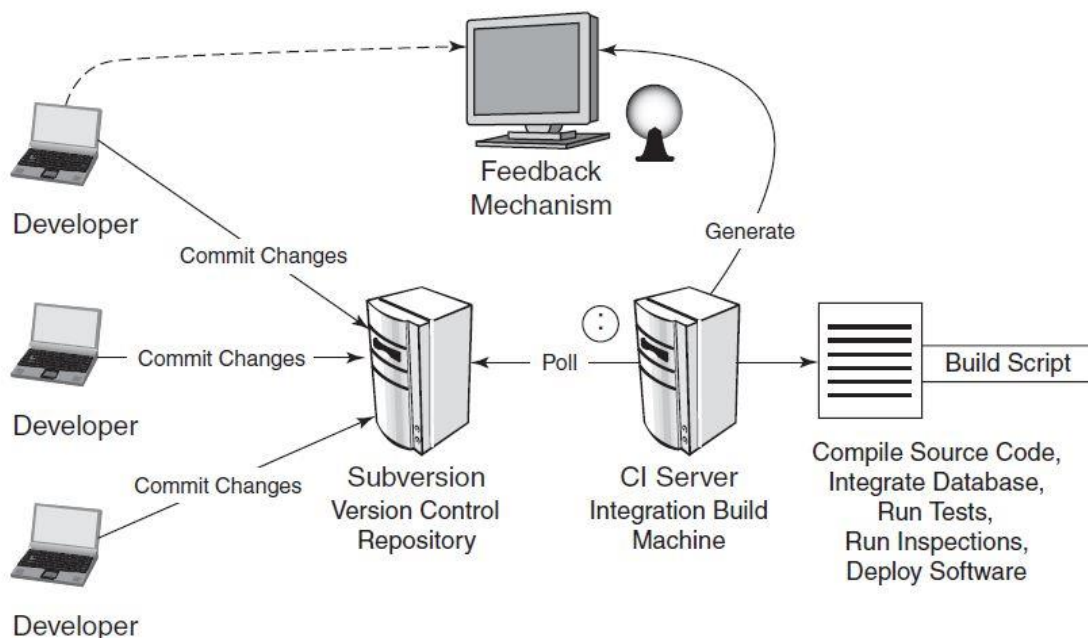 Feedback
Mechanism
Developer
Generate
Commit Changes
:
Commit Changes
Poll
Build Script
Developer
Commit Changes
Subversion
Version Control
Repository
CI Server
Integration Build
Machine
Compile Source Code,
Integrate Database,
Run Tests,
Run Inspections,
Deploy Software
Developer